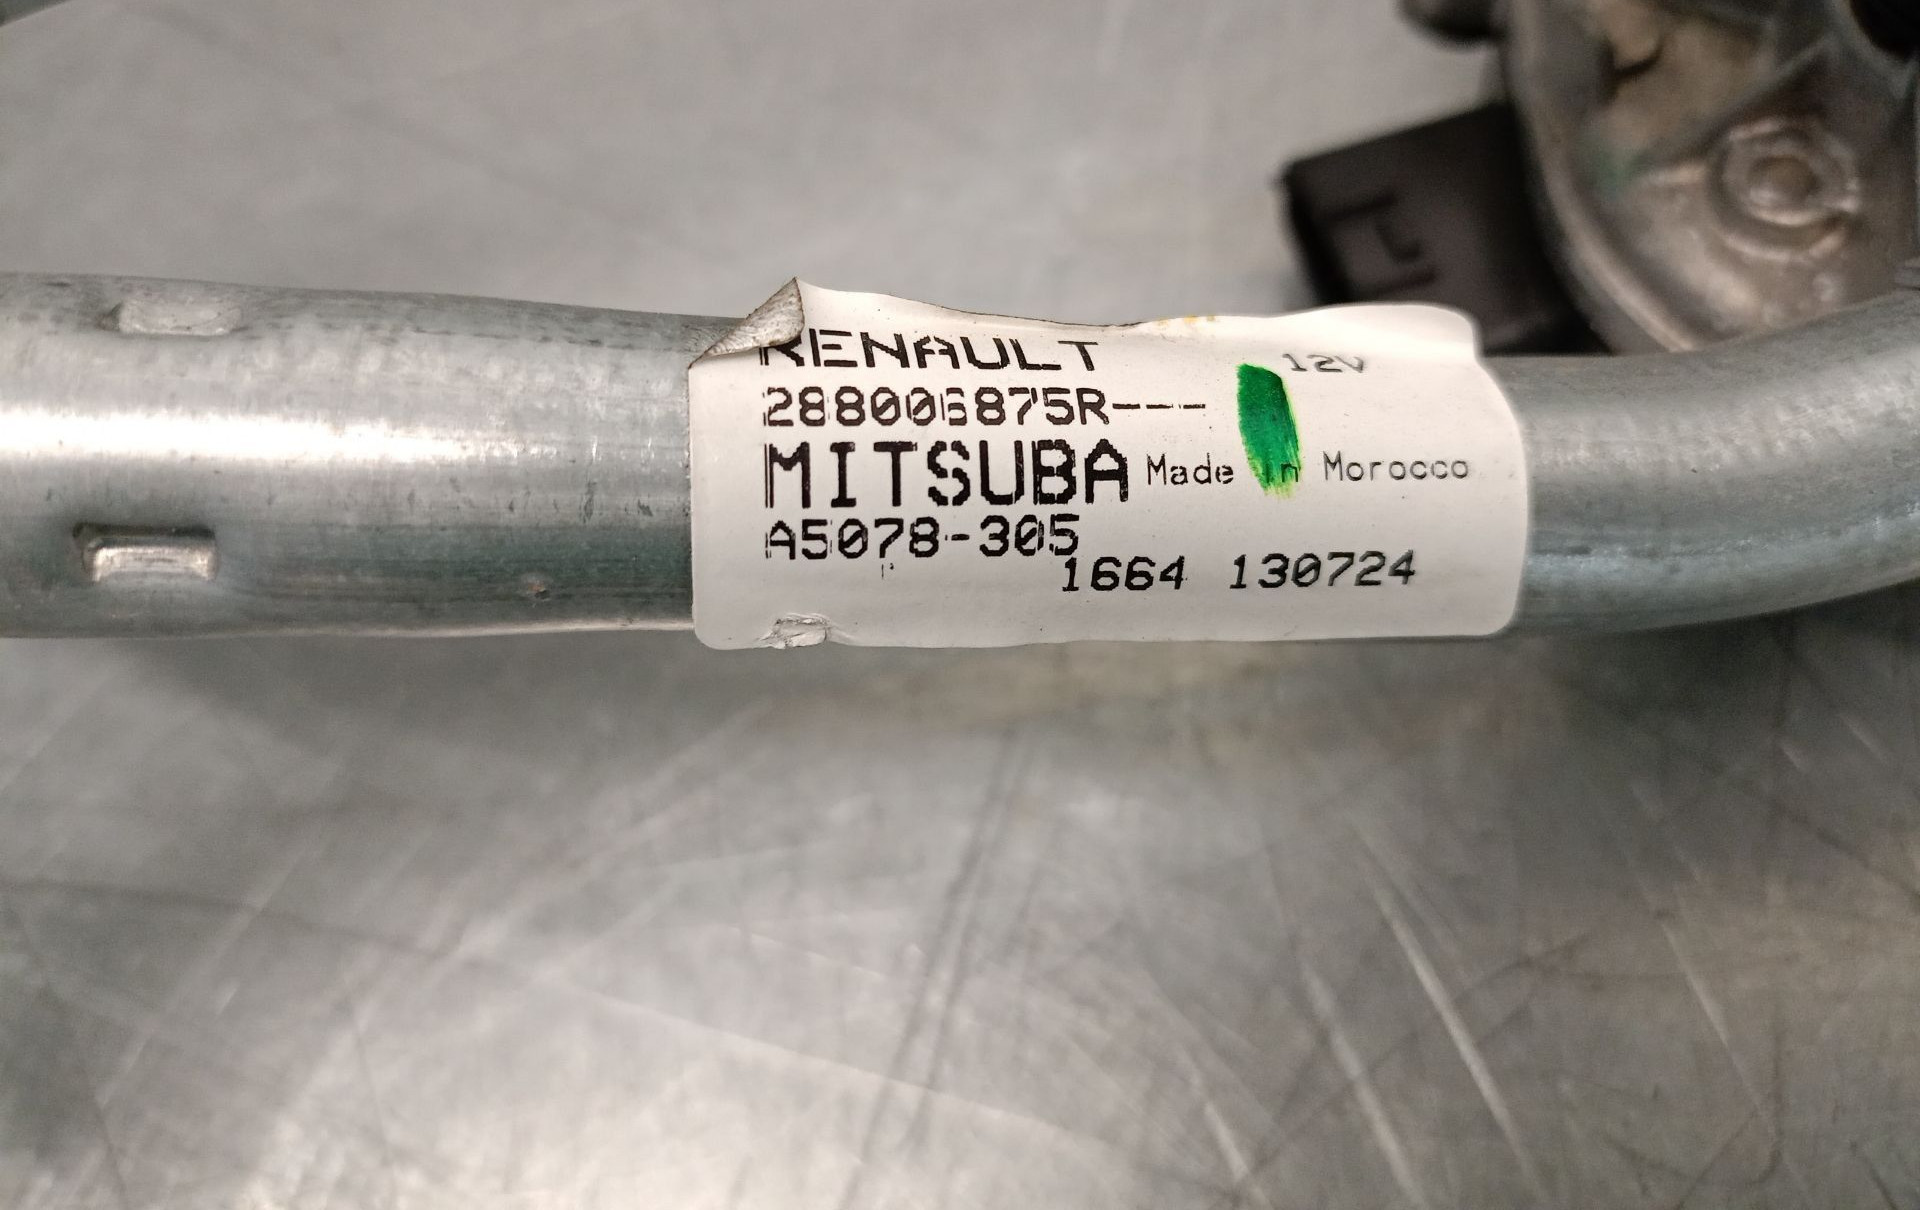 RENAULT 12V
288006875R---
MITSUBA Made in Morocco
A5078-305
1664 130724